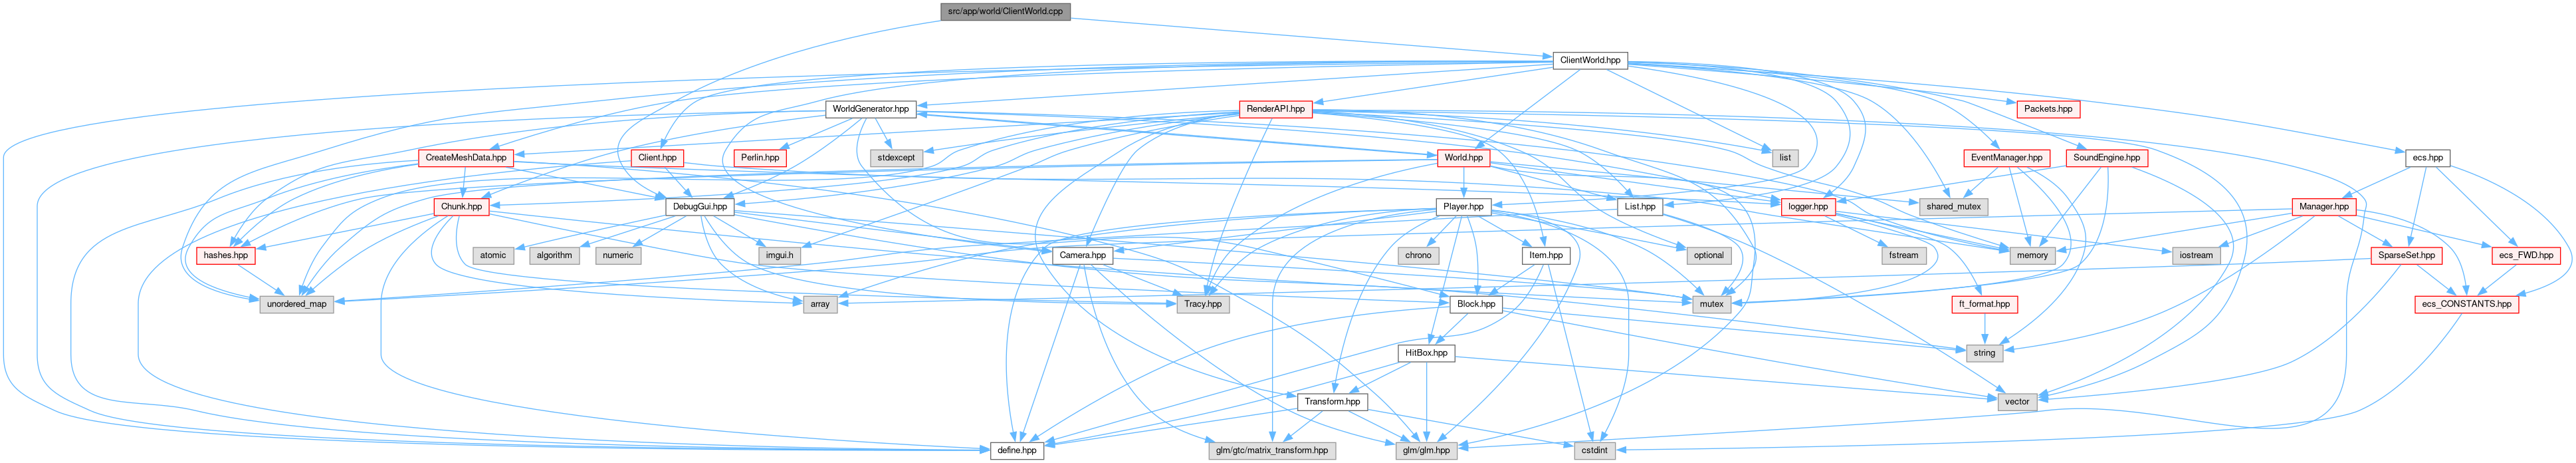 src/app/world/ClientWorld.cpp
ClientWorld.hpp
WorldGenerator.hpp
RenderAPI.hpp
Packets.hpp
CreateMeshData.hpp
Client.hpp
Perlin.hpp
stdexcept
World.hpp
list
EventManager.hpp
SoundEngine.hpp
ecs.hpp
Chunk.hpp
DebugGui.hpp
Player.hpp
List.hpp
logger.hpp
shared_mutex
Manager.hpp
hashes.hpp
atomic
algorithm
numeric
imgui.h
Camera.hpp
chrono
Item.hpp
optional
fstream
memory
iostream
SparseSet.hpp
ecs_FWD.hpp
unordered_map
array
Tracy.hpp
Block.hpp
mutex
ft_format.hpp
ecs_CONSTANTS.hpp
HitBox.hpp
string
Transform.hpp
vector
define.hpp
glm/gtc/matrix_transform.hpp
glm/glm.hpp
cstdint